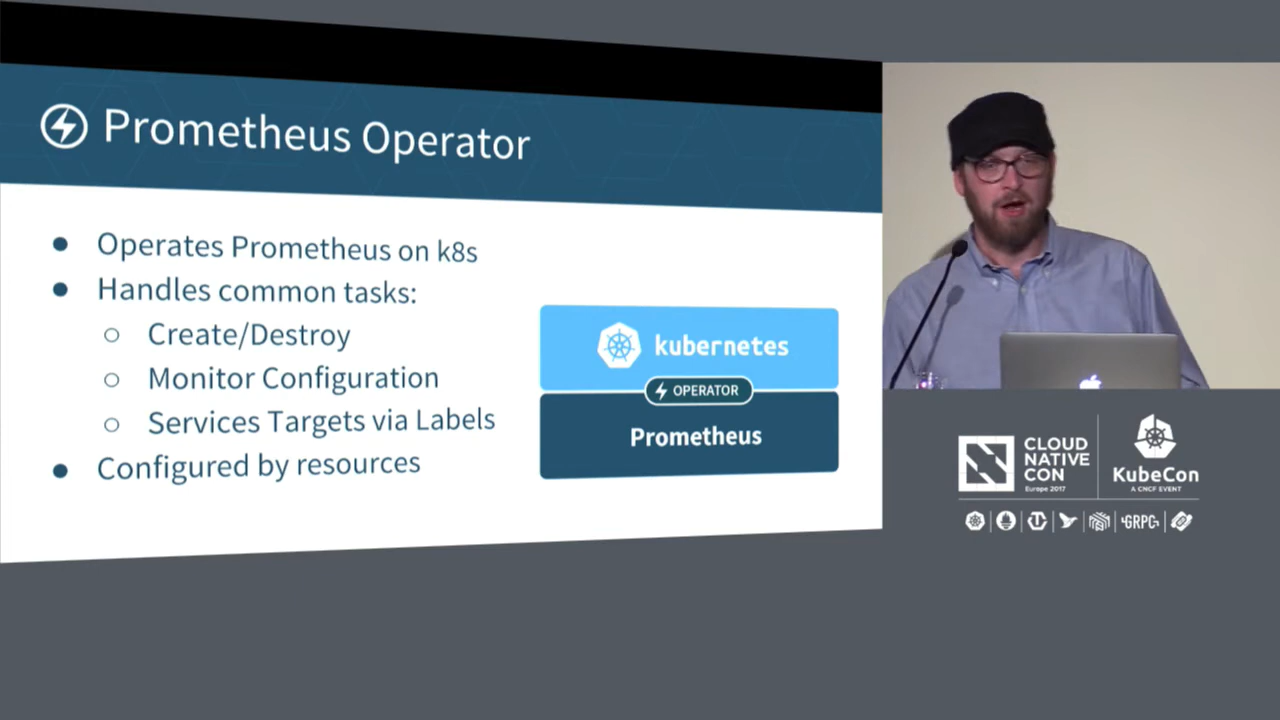 Prometheus Operator
Operates Prometheus on k8s
Handles common tasks:
Create/Destroy
Monitor Configuration
Services Targets via Labels
Configured by resources
kubernetes
OPERATOR
Prometheus
CLOUD
NATIVE
CON
Europe 2017
KubeCon
A CNCF EVENT
GRPC